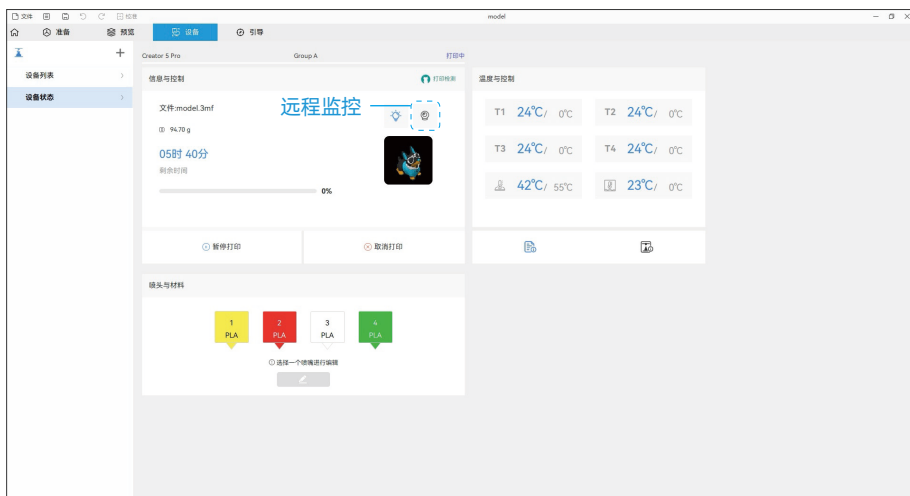 文件 检查 model
准备 预览 设备 引导
Creator 5 Pro Group A 打印中
设备列表
设备状态
信息与控制 打印检测
文件:model.3mf
远程监控
94.70 g
05时 40分
剩余时间
0%
暂停打印 取消打印
温度与控制
T1 24℃/ 0℃ T2 24℃/ 0℃
T3 24℃/ 0℃ T4 24℃/ 0℃
42℃/ 55℃ 23℃/ 0℃
喷头与材料
1 2 3 4
PLA PLA PLA PLA
选择一个喷嘴进行编辑